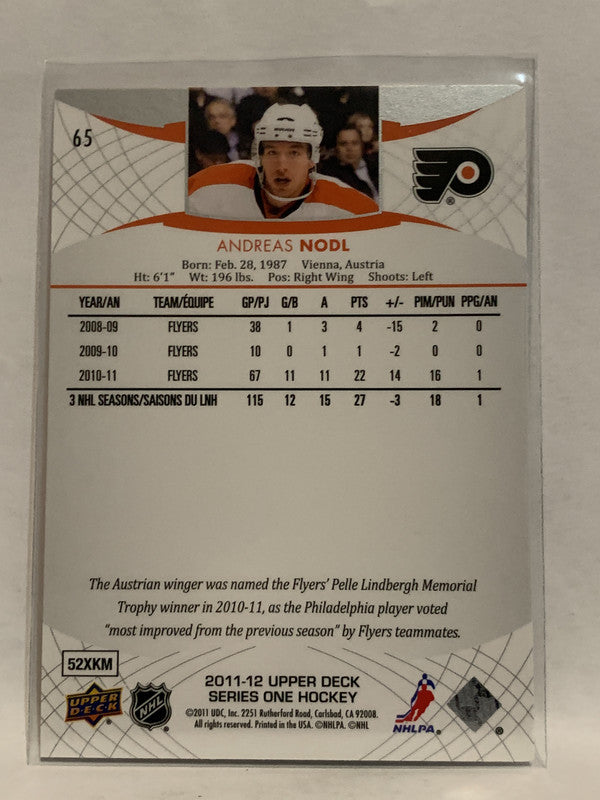 65
ANDREAS NODL
Born: Feb. 28, 1987 Vienna, Austria
Ht: 6'1" Wt: 196 lbs. Pos: Right Wing Shoots: Left
YEAR/AN TEAM/ÉQUIPE GP/PJ G/B A PTS +/- PIM/PUN PPG/AN
2008-09 FLYERS 38 1 3 4 -15 2 0
2009-10 FLYERS 10 0 1 1 -2 0 0
2010-11 FLYERS 67 11 11 22 14 16 1
3 NHL SEASONS/SAISONS DU LNH 115 12 15 27 -3 18 1
The Austrian winger was named the Flyers' Pelle Lindbergh Memorial
Trophy winner in 2010-11, as the Philadelphia player voted
"most improved from the previous season" by Flyers teammates.
52XKM
2011-12 UPPER DECK
SERIES ONE HOCKEY
©2011 UDC, Inc. 2251 Rutherford Road, Carlsbad, CA 92008.
All rights reserved. Printed in the USA. ©NHLPA. ©NHL
UPPER
D·E·C·K
NHL
NHLPA.